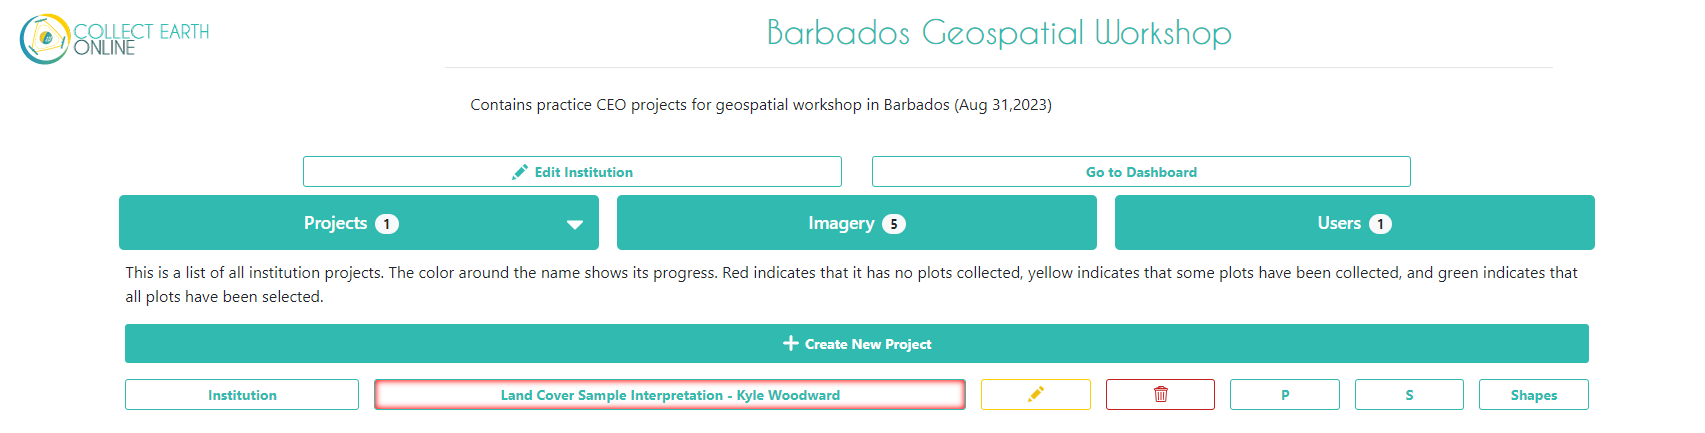 COLLECT EARTH
ONLINE
Barbados Geospatial Workshop
Contains practice CEO projects for geospatial workshop in Barbados (Aug 31,2023)
Edit Institution
Go to Dashboard
Projects 1
Imagery 5
Users 1
This is a list of all institution projects. The color around the name shows its progress. Red indicates that it has no plots collected, yellow indicates that some plots have been collected, and green indicates that
all plots have been selected.
Create New Project
Institution
Land Cover Sample Interpretation - Kyle Woodward
P
S
Shapes